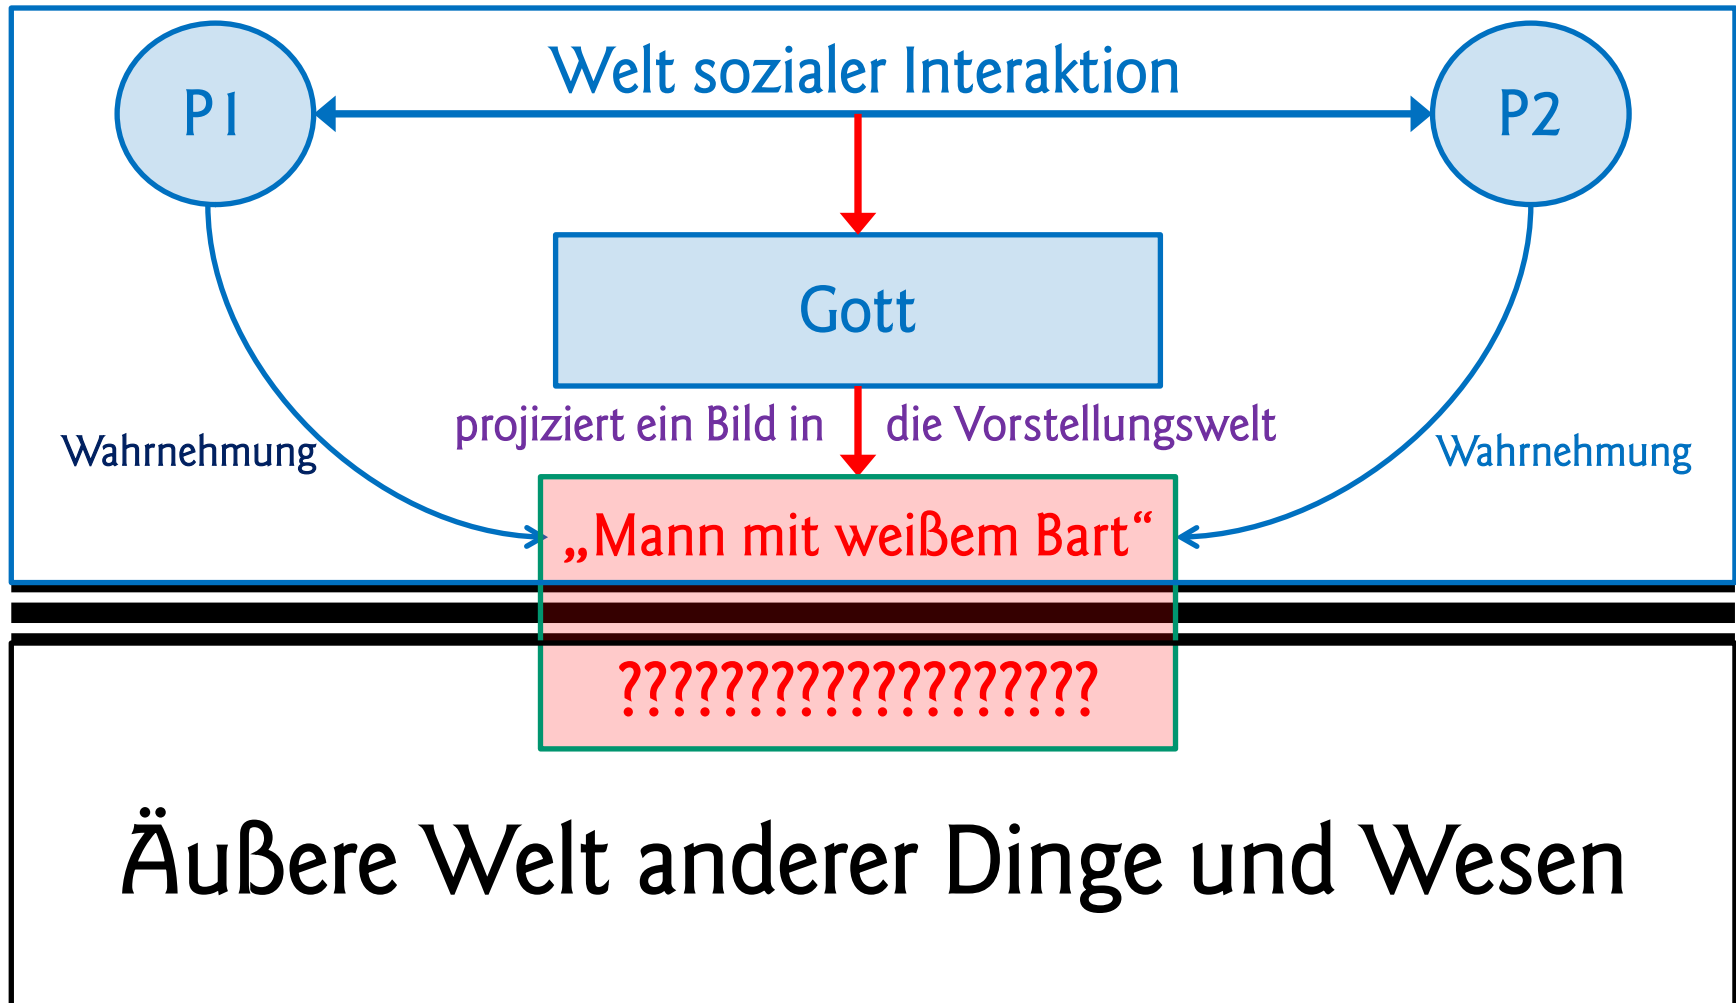 Welt sozialer Interaktion
P1
P2
Gott
projiziert ein Bild in die Vorstellungswelt
Wahrnehmung
Wahrnehmung
„Mann mit weißem Bart“
???????????????????
Äußere Welt anderer Dinge und Wesen